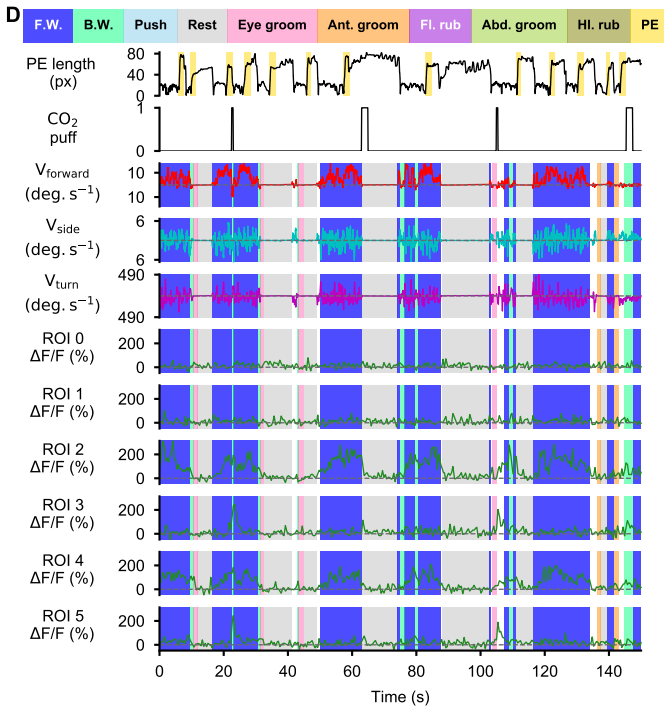 D
F.W. B.W. Push Rest Eye groom Ant. groom Fl. rub Abd. groom Hl. rub PE
PE length
(px)
80
40
0
CO₂
puff
1
0
V_forward
(deg. s⁻¹)
10
10
V_side
(deg. s⁻¹)
6
6
V_turn
(deg. s⁻¹)
490
490
ROI 0
ΔF/F (%)
200
0
ROI 1
ΔF/F (%)
200
0
ROI 2
ΔF/F (%)
200
0
ROI 3
ΔF/F (%)
200
0
ROI 4
ΔF/F (%)
200
0
ROI 5
ΔF/F (%)
200
0
0 20 40 60 80 100 120 140
Time (s)